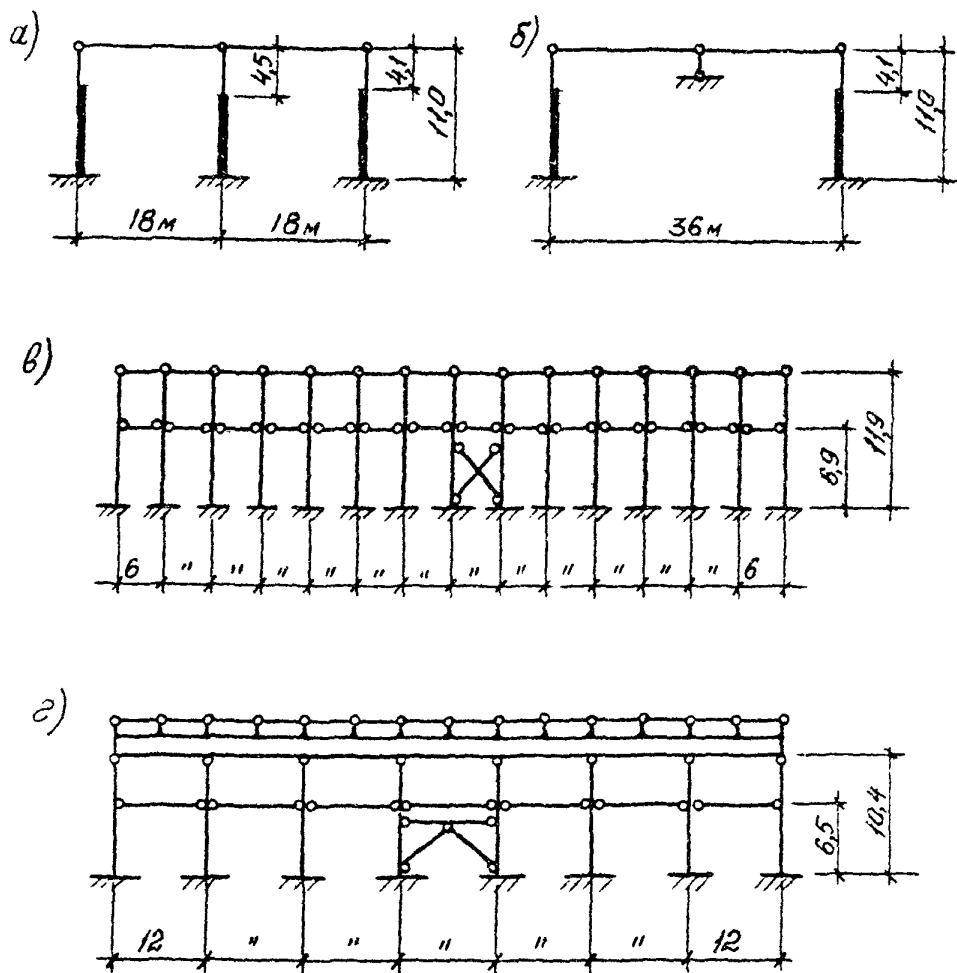 а) б)
4,5 4,1 11,0 4,1 11,0
18м 18м 36м
в)
6,9 11,9
6 " " " " " " " " " " " " 6
г)
6,5 10,4
12 " " " " " 12